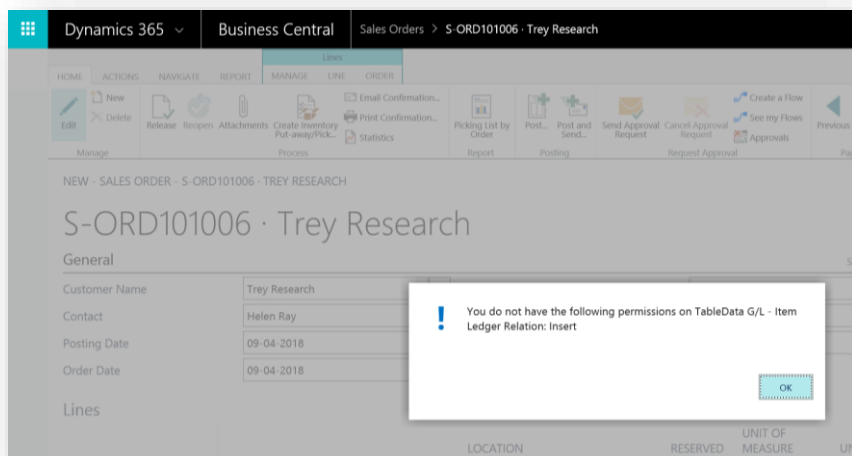 Dynamics 365
Business Central
Sales Orders > S-ORD101006 · Trey Research
Lines
HOME ACTIONS NAVIGATE REPORT MANAGE LINE ORDER
Edit
New
Delete
Manage
Release
Reopen
Attachments
Create Inventory
Put-away/Pick...
Email Confirmation...
Print Confirmation...
Statistics
Process
Picking List by
Order
Report
Post...
Post and
Send...
Posting
Send Approval
Request
Cancel Approval
Request
Create a Flow
See my Flows
Approvals
Request Approval
Previous
Pa
NEW - SALES ORDER - S-ORD101006 · TREY RESEARCH
S-ORD101006 · Trey Research
General
S
Customer Name Trey Research
Contact Helen Ray
Posting Date 09-04-2018
Order Date 09-04-2018
You do not have the following permissions on TableData G/L - Item
Ledger Relation: Insert
OK
Lines
LOCATION
RESERVED
UNIT OF
MEASURE
UN